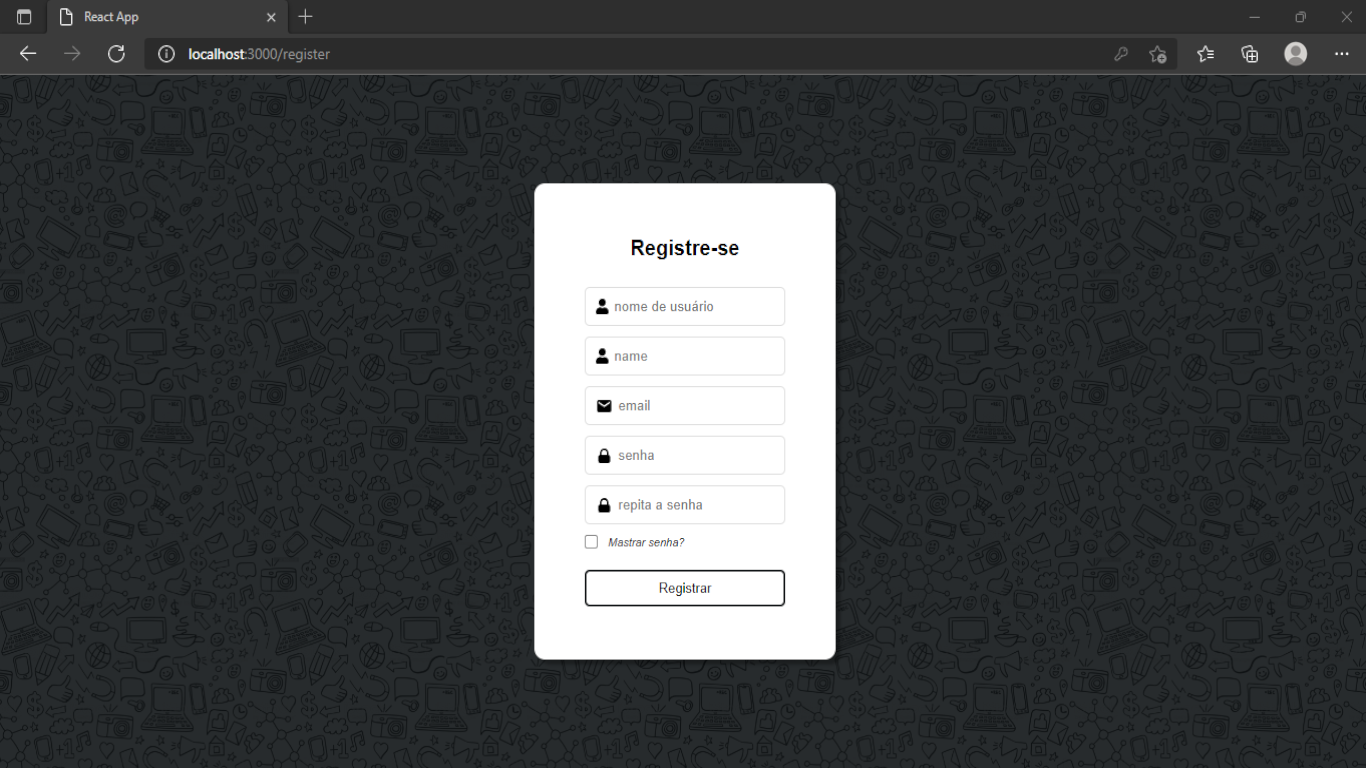 React App
localhost:3000/register
Registre-se
nome de usuário
name
email
senha
repita a senha
Mastrar senha?
Registrar